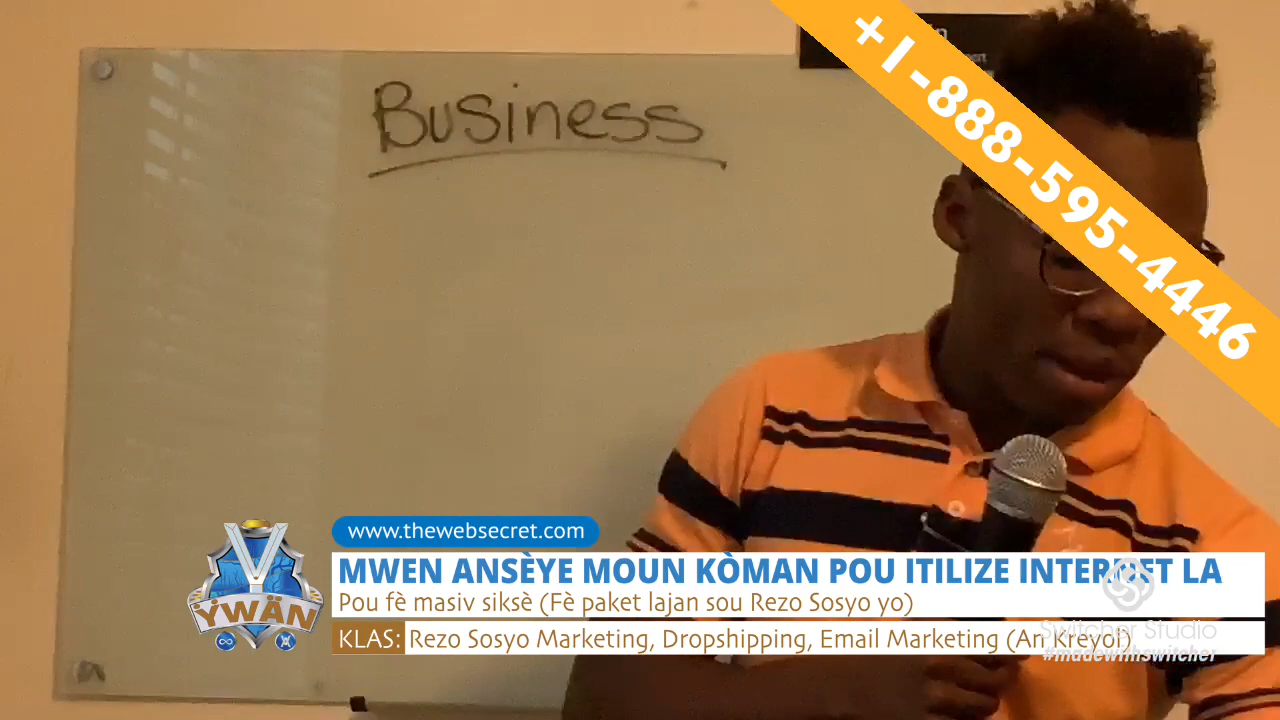 Business
+1-888-595-4446
www.thewebsecret.com
MWEN ANSÈYE MOUN KÒMAN POU ITILIZE INTERNET LA
Pou fè masiv siksè (Fè paket lajan sou Rezo Sosyo yo)
KLAS: Rezo Sosyo Marketing, Dropshipping, Email Marketing (An Kreyol)
YWÄN
Switcher Studio
#madewithswitcher